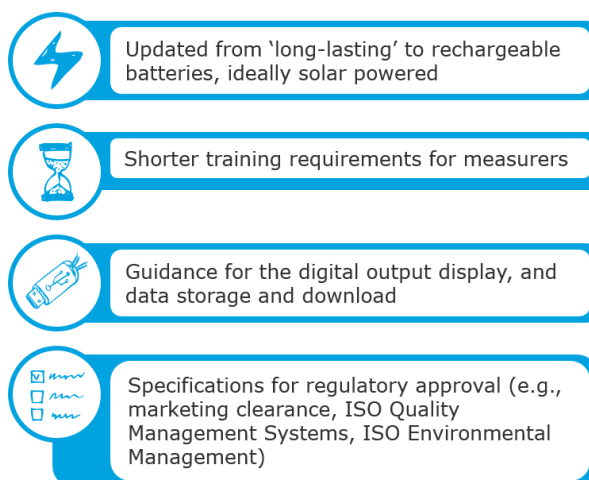 Updated from ‘long-lasting’ to rechargeable
batteries, ideally solar powered
Shorter training requirements for measurers
Guidance for the digital output display, and
data storage and download
Specifications for regulatory approval (e.g.,
marketing clearance, ISO Quality
Management Systems, ISO Environmental
Management)